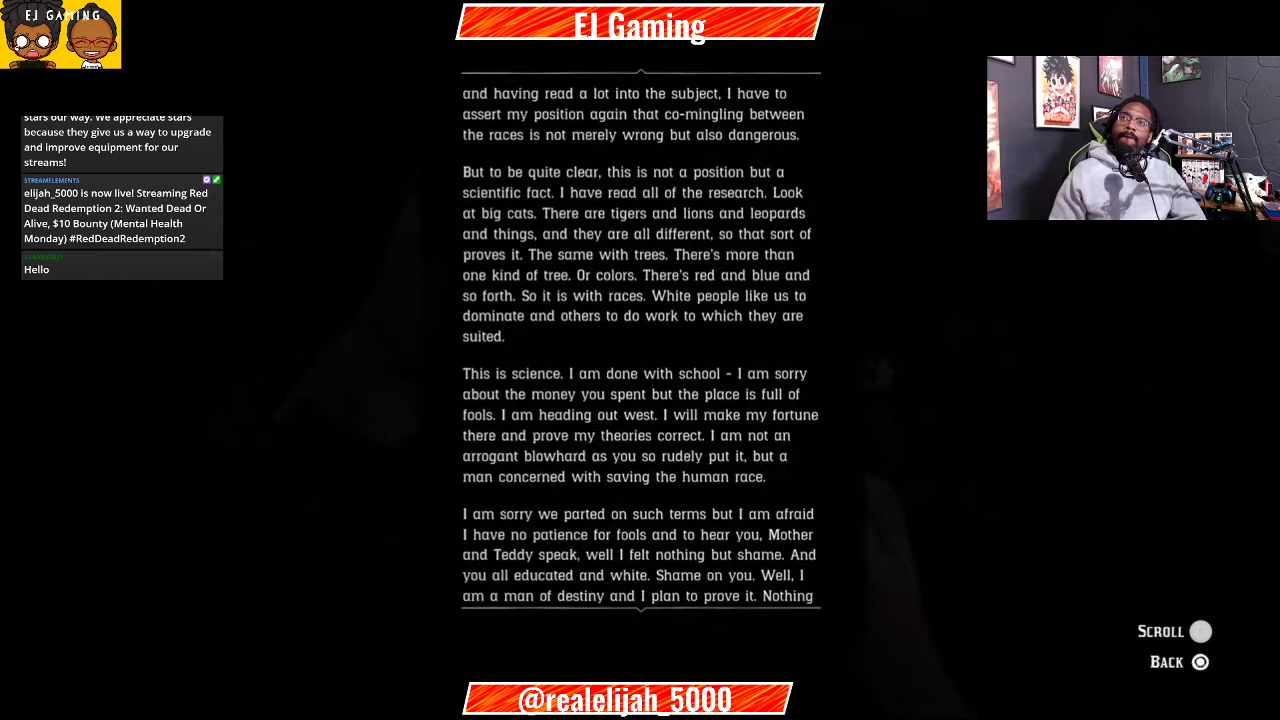 EJ GAMING
EJ Gaming
stars our way. We appreciate stars
because they give us a way to upgrade
and improve equipment for our
streams!
STREAMELEMENTS
elijah_5000 is now live! Streaming Red
Dead Redemption 2: Wanted Dead Or
Alive, $10 Bounty (Mental Health
Monday) #RedDeadRedemption2
Hello
and having read a lot into the subject, I have to
assert my position again that co-mingling between
the races is not merely wrong but also dangerous.
But to be quite clear, this is not a position but a
scientific fact. I have read all of the research. Look
at big cats. There are tigers and lions and leopards
and things, and they are all different, so that sort of
proves it. The same with trees. There's more than
one kind of tree. Or colors. There's red and blue and
so forth. So it is with races. White people like us to
dominate and others to do work to which they are
suited.
This is science. I am done with school - I am sorry
about the money you spent but the place is full of
fools. I am heading out west. I will make my fortune
there and prove my theories correct. I am not an
arrogant blowhard as you so rudely put it, but a
man concerned with saving the human race.
I am sorry we parted on such terms but I am afraid
I have no patience for fools and to hear you, Mother
and Teddy speak, well I felt nothing but shame. And
you all educated and white. Shame on you. Well, I
am a man of destiny and I plan to prove it. Nothing
SCROLL
BACK
@realelijah_5000